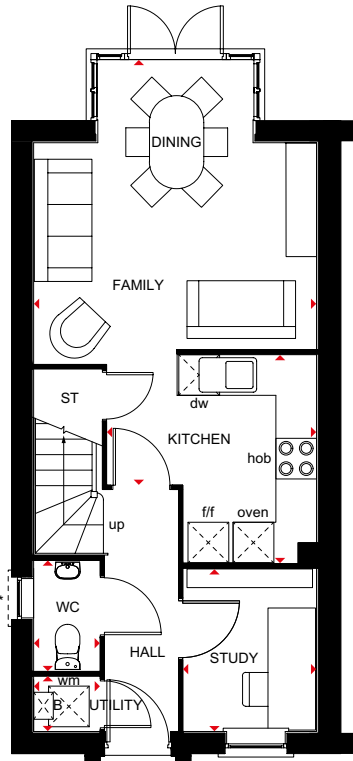 DINING
FAMILY
ST
dw
KITCHEN
hob
f/f
oven
up
*
WC
HALL
STUDY
wm
B
UTILITY